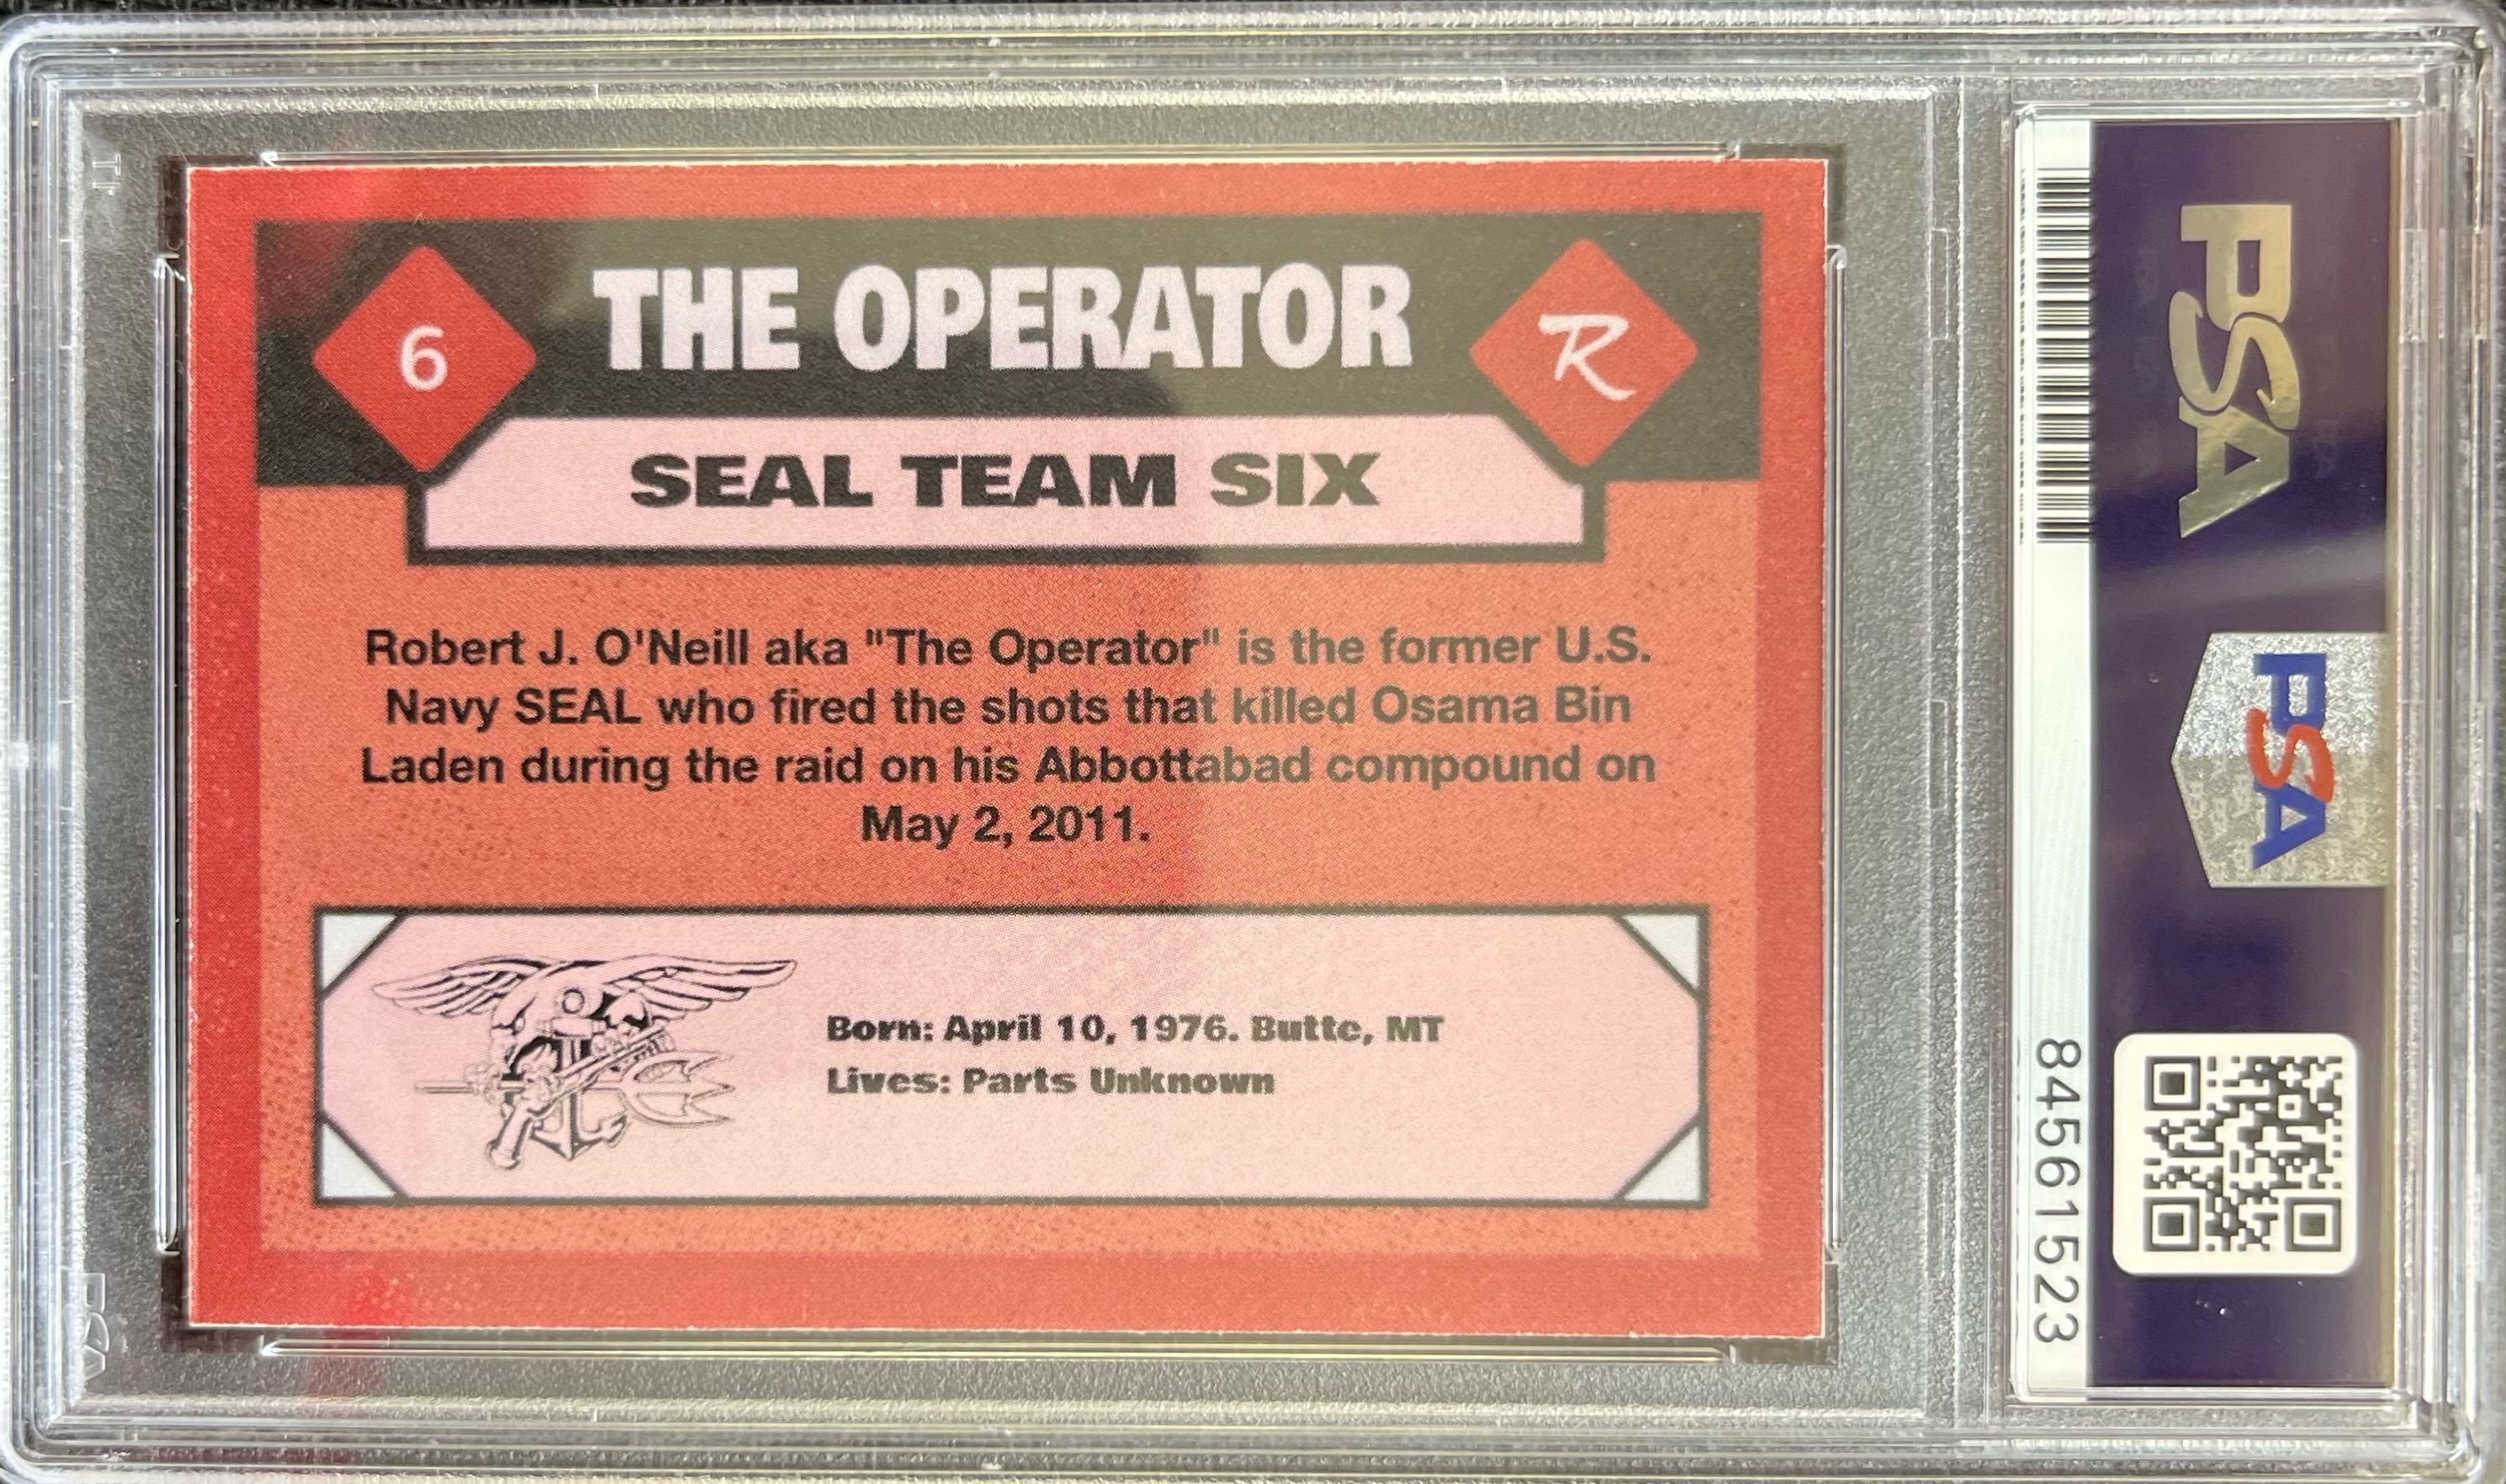 6
THE OPERATOR
R
SEAL TEAM SIX
Robert J. O'Neill aka "The Operator" is the former U.S.
Navy SEAL who fired the shots that killed Osama Bin
Laden during the raid on his Abbottabad compound on
May 2, 2011.
Born: April 10, 1976. Butte, MT
Lives: Parts Unknown
PSA
PSA
84561523
PSA